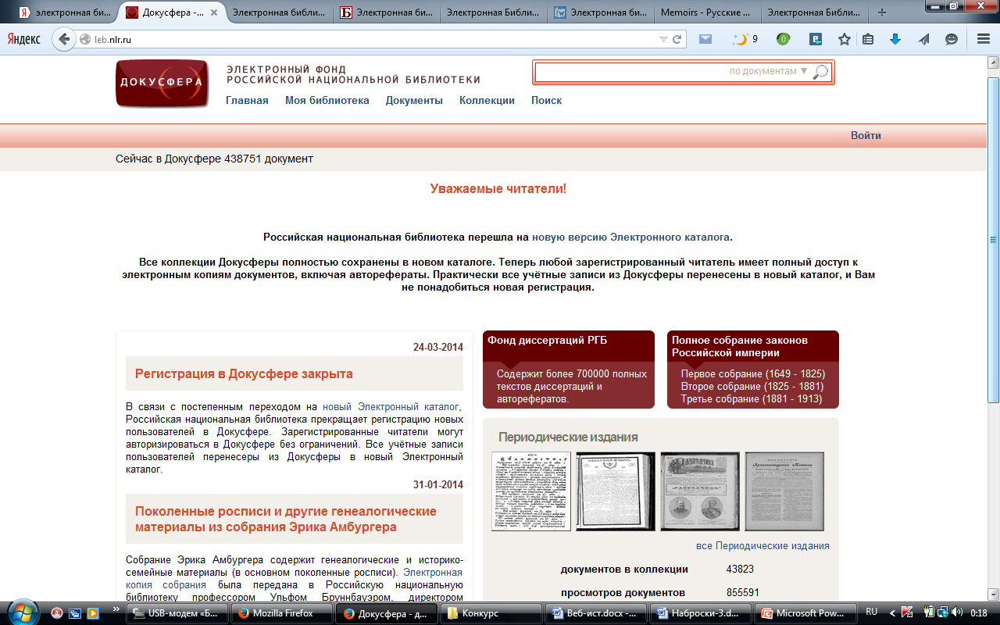 электронная биб...
Докусфера -...
Электронная библи...
Электронная би...
Электронная Библи...
Электронная би...
Memoirs - Русские ...
Электронная Библи...
Яндекс
leb.nlr.ru
9
0
ДОКУСФЕРА
ЭЛЕКТРОННЫЙ ФОНД
РОССИЙСКОЙ НАЦИОНАЛЬНОЙ БИБЛИОТЕКИ
по документам ▼
Главная Моя библиотека Документы Коллекции Поиск
Войти
Сейчас в Докусфере 438751 документ
Уважаемые читатели!
Российская национальная библиотека перешла на новую версию Электронного каталога.
Все коллекции Докусферы полностью сохранены в новом каталоге. Теперь любой зарегистрированный читатель имеет полный доступ к
электронным копиям документов, включая авторефераты. Практически все учётные записи из Докусферы перенесены в новый каталог, и Вам
не понадобиться новая регистрация.
24-03-2014
Регистрация в Докусфере закрыта
В связи с постепенным переходом на новый Электронный каталог,
Российская национальная библиотека прекращает регистрацию новых
пользователей в Докусфере. Зарегистрированные читатели могут
авторизироваться в Докусфере без ограничений. Все учётные записи
пользователей перенесеры из Докусферы в новый Электронный
каталог.
31-01-2014
Поколенные росписи и другие генеалогические
материалы из собрания Эрика Амбургера
Собрание Эрика Амбургера содержит генеалогические и историко-
семейные материалы (в основном поколенные росписи). Электронная
копия собрания была передана в Российскую национальную
библиотеку профессором Ульфом Бруннбауэром, директором
Фонд диссертаций РГБ
Содержит более 700000 полных
текстов диссертаций и
авторефератов.
Полное собрание законов
Российской империи
Первое собрание (1649 - 1825)
Второе собрание (1825 - 1881)
Третье собрание (1881 - 1913)
Периодические издания
все Периодические издания
документов в коллекции 43823
просмотров документов 855591
USB-модем «Б...
Mozilla Firefox
Докусфера - д...
Конкурс
Веб-ист.docx -...
Наброски-3.d...
Microsoft Pow...
RU
0:18